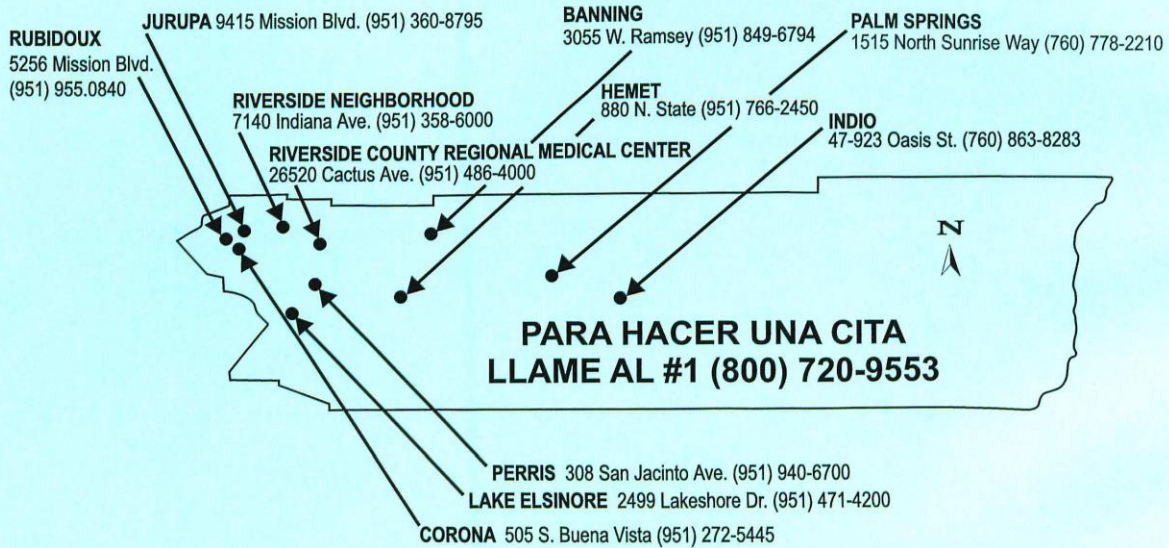 JURUPA 9415 Mission Blvd. (951) 360-8795
RUBIDOUX
5256 Mission Blvd.
(951) 955.0840
BANNING
3055 W. Ramsey (951) 849-6794
PALM SPRINGS
1515 North Sunrise Way (760) 778-2210
RIVERSIDE NEIGHBORHOOD
7140 Indiana Ave. (951) 358-6000
HEMET
880 N. State (951) 766-2450
INDIO
47-923 Oasis St. (760) 863-8283
RIVERSIDE COUNTY REGIONAL MEDICAL CENTER
26520 Cactus Ave. (951) 486-4000
N
PARA HACER UNA CITA
LLAME AL #1 (800) 720-9553
PERRIS 308 San Jacinto Ave. (951) 940-6700
LAKE ELSINORE 2499 Lakeshore Dr. (951) 471-4200
CORONA 505 S. Buena Vista (951) 272-5445